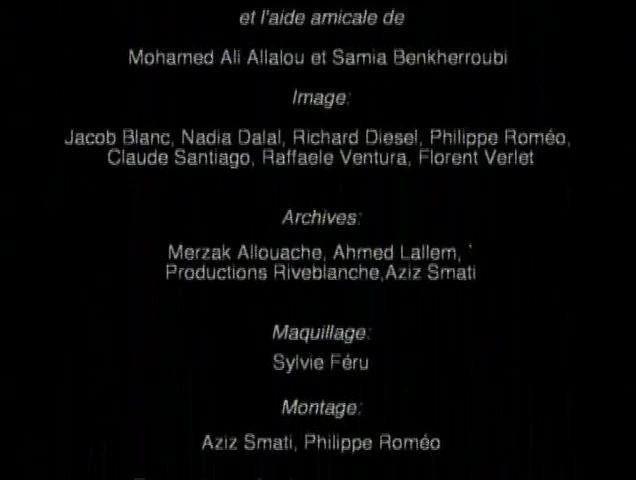 et l'aide amicale de
Mohamed Ali Allalou et Samia Benkherroubi
Image:
Jacob Blanc, Nadia Dalal, Richard Diesel, Philippe Roméo,
Claude Santiago, Raffaele Ventura, Florent Verlet
Archives:
Merzak Allouache, Ahmed Lallem, `
Productions Riveblanche,Aziz Smati
Maquillage:
Sylvie Féru
Montage:
Aziz Smati, Philippe Roméo